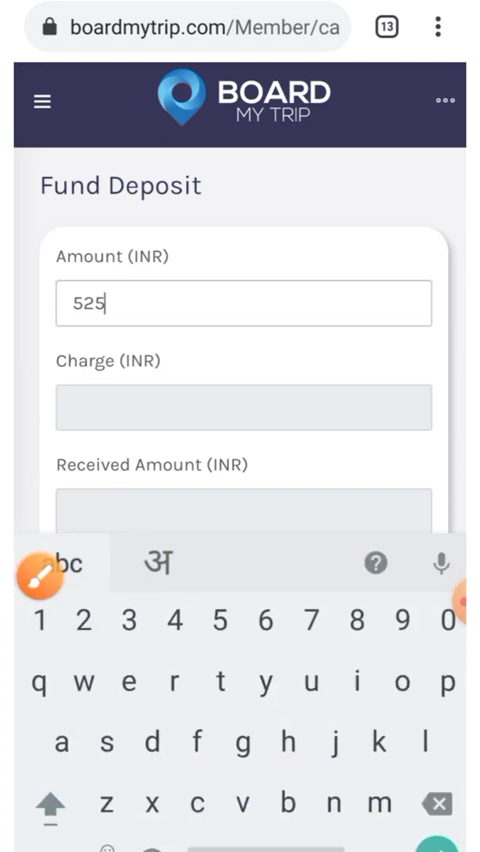 boardmytrip.com/Member/ca
13
BOARD
MY TRIP
Fund Deposit
Amount (INR)
525
Charge (INR)
Received Amount (INR)
abc अ
1 2 3 4 5 6 7 8 9 0
q w e r t y u i o p
a s d f g h j k l
z x c v b n m